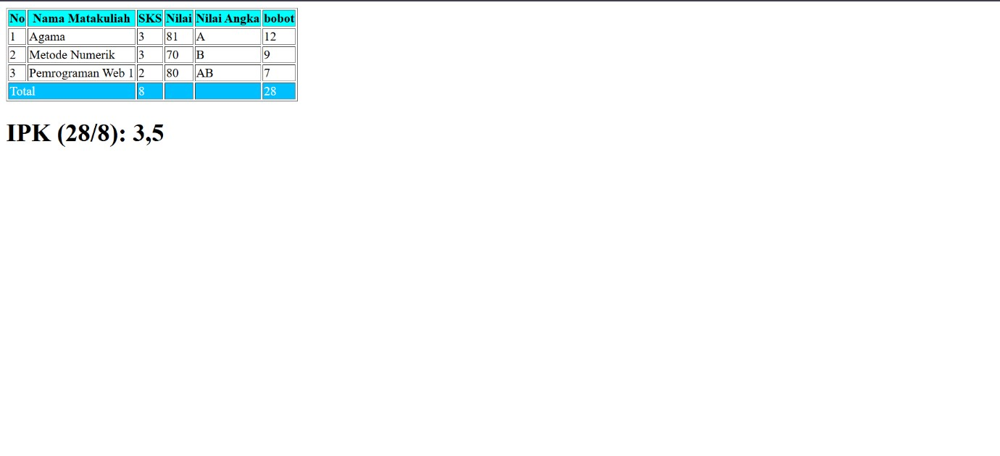 No Nama Matakuliah SKS Nilai Nilai Angka bobot
1 Agama 3 81 A 12
2 Metode Numerik 3 70 B 9
3 Pemrograman Web 1 2 80 AB 7
Total 8 28
IPK (28/8): 3,5